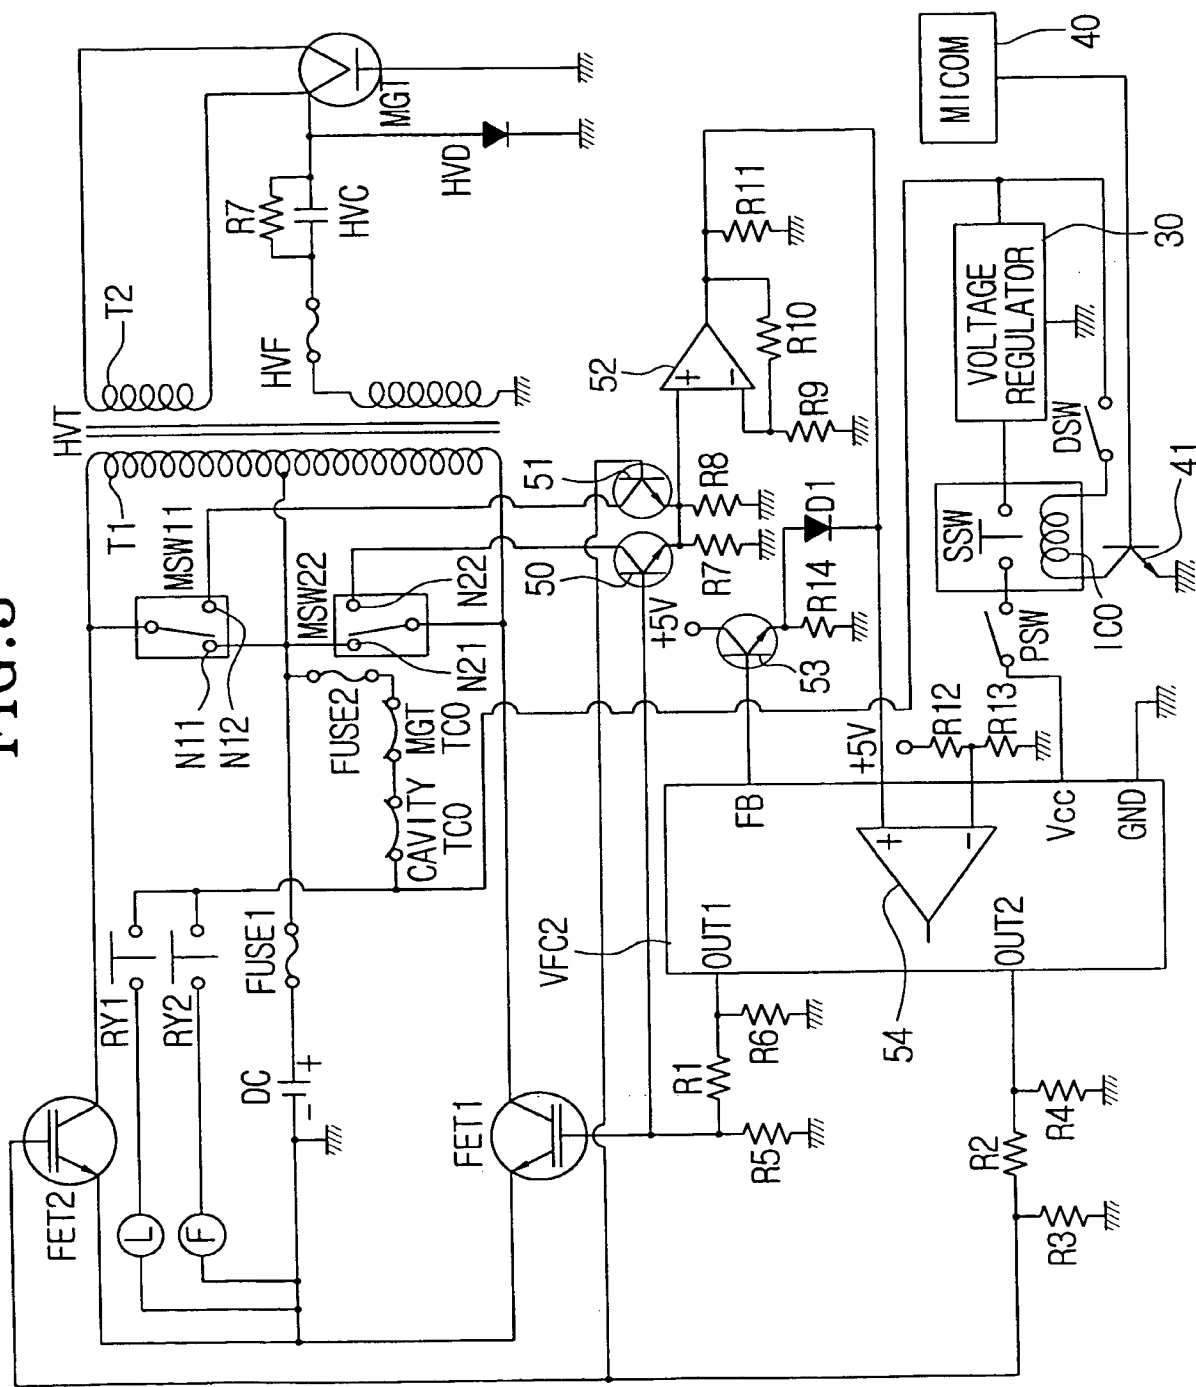 FIG.3
HVT
T1
T2
HVF
R7
HVC
HVD
MGT
MSW11
N11
N12
MSW22
N21
N22
FUSE2
MGT
TCO
CAVITY
TCO
RY1
RY2
FUSE1
DC
+
-
L
F
FET2
FET1
50
51
R7
R8
52
+
-
R9
R10
R11
+5V
53
R14
D1
+5V
R12
R13
VFC2
OUT1
OUT2
FB
+
-
54
Vcc
GND
R1
R5
R6
R2
R3
R4
PSW
SSW
100
DSW
41
VOLTAGE
REGULATOR
30
MICOM
40